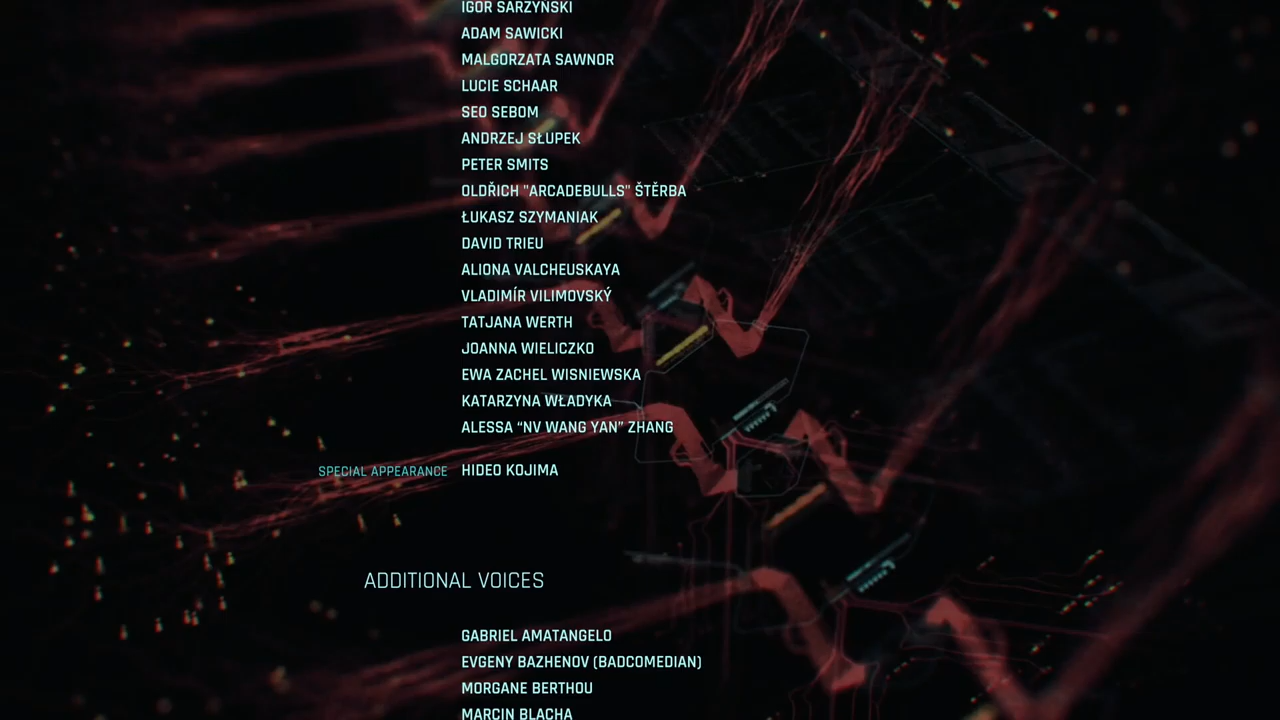 IGOR SARZYŃSKI
ADAM SAWICKI
MALGORZATA SAWNOR
LUCIE SCHAAR
SEO SEBOM
ANDRZEJ SŁUPEK
PETER SMITS
OLDŘICH "ARCADEBULLS" ŠTĚRBA
ŁUKASZ SZYMANIAK
DAVID TRIEU
ALIONA VALCHEUSKAYA
VLADIMÍR VILIMOVSKÝ
TATJANA WERTH
JOANNA WIELICZKO
EWA ZACHEL WISNIEWSKA
KATARZYNA WŁADYKA
ALESSA “NV WANG YAN” ZHANG
SPECIAL APPEARANCE HIDEO KOJIMA
ADDITIONAL VOICES
GABRIEL AMATANGELO
EVGENY BAZHENOV (BADCOMEDIAN)
MORGANE BERTHOU
MARCIN BLACHA